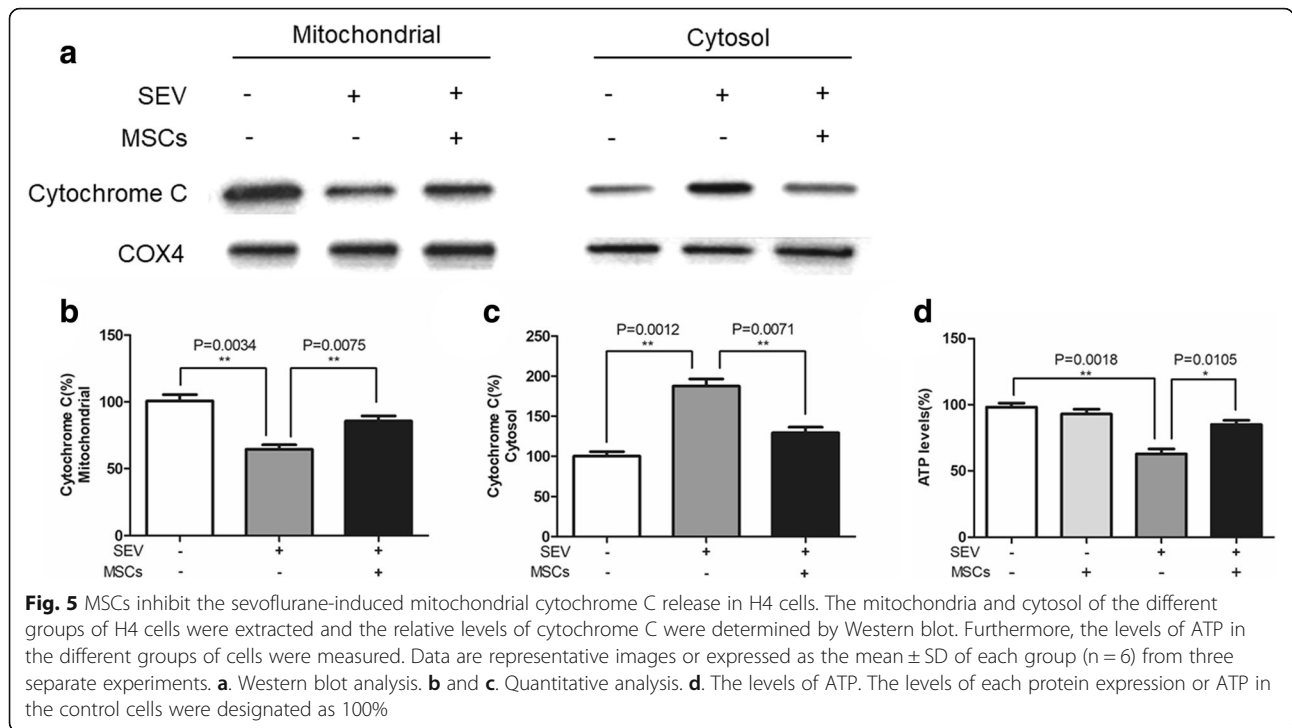 a
Mitochondrial Cytosol
SEV - + + - + +
MSCs - - + - - +
Cytochrome C
COX4
b
150
100
50
0
Cytochrome C(%)
Mitochondrial
P=0.0034
**
P=0.0075
**
SEV - + +
MSCs - - +
c
250
200
150
100
50
0
Cytochrome C(%)
Cytosol
P=0.0012
**
P=0.0071
**
SEV - + +
MSCs - - +
d
150
100
50
0
ATP levels(%)
P=0.0018
**
P=0.0105
*
SEV - - + +
MSCs - + - +
Fig. 5 MSCs inhibit the sevoflurane-induced mitochondrial cytochrome C release in H4 cells. The mitochondria and cytosol of the different
groups of H4 cells were extracted and the relative levels of cytochrome C were determined by Western blot. Furthermore, the levels of ATP in
the different groups of cells were measured. Data are representative images or expressed as the mean ± SD of each group (n = 6) from three
separate experiments. a. Western blot analysis. b and c. Quantitative analysis. d. The levels of ATP. The levels of each protein expression or ATP in
the control cells were designated as 100%